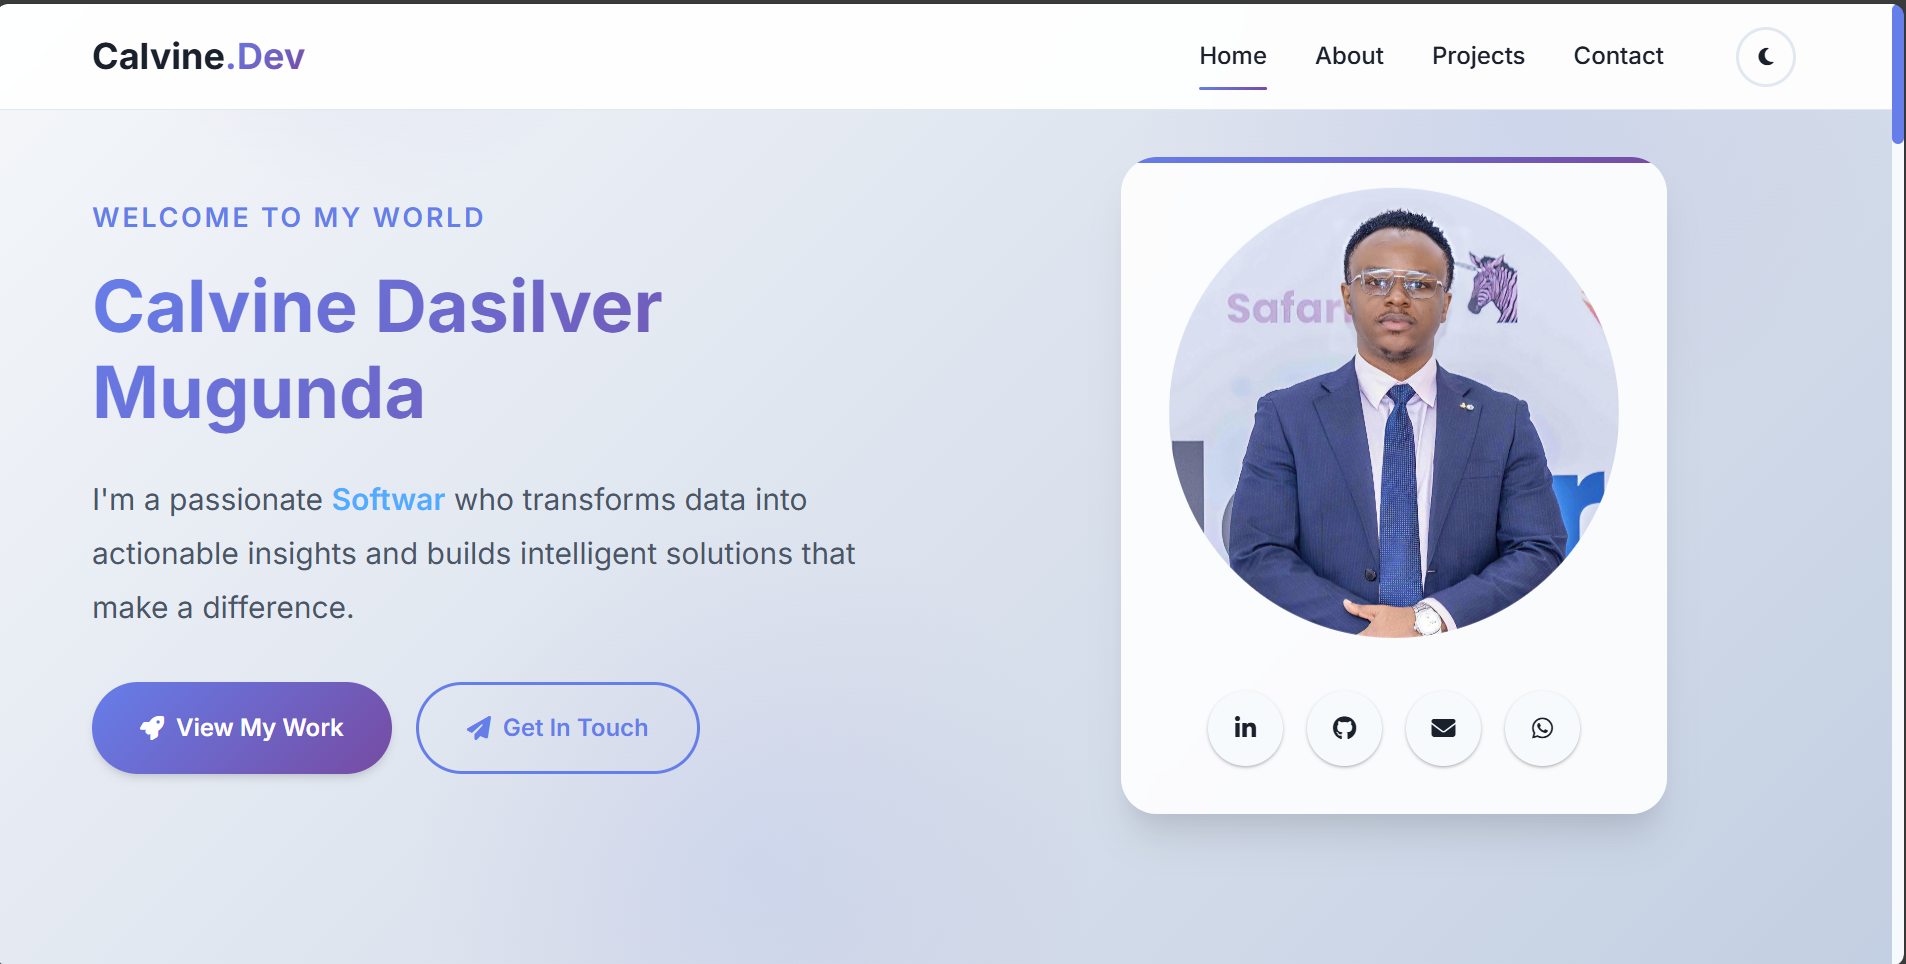 Calvine.Dev
Home About Projects Contact
WELCOME TO MY WORLD
Calvine Dasilver
Mugunda
I'm a passionate Softwar who transforms data into
actionable insights and builds intelligent solutions that
make a difference.
View My Work Get In Touch
Safar
in